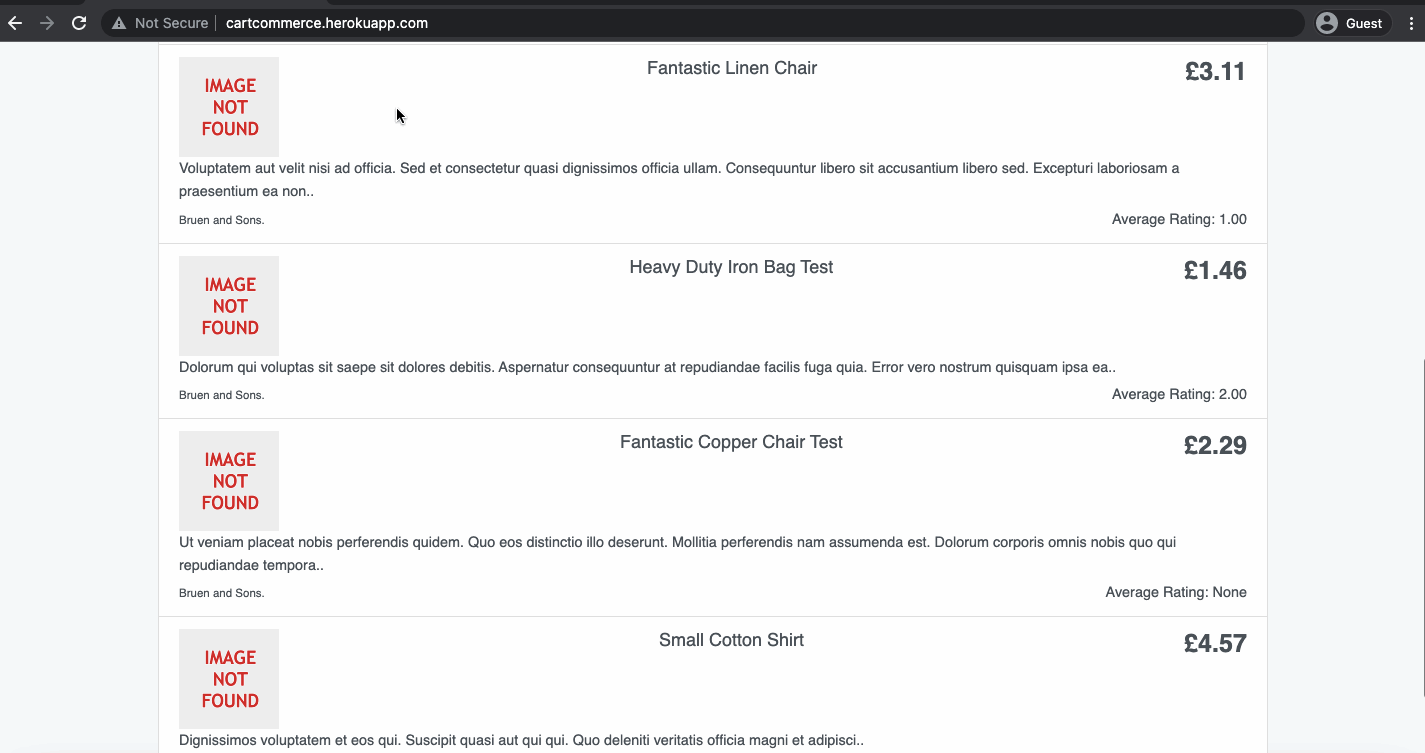 Not Secure cartcommerce.herokuapp.com Guest
IMAGE
NOT
FOUND
Fantastic Linen Chair
£3.11
Voluptatem aut velit nisi ad officia. Sed et consectetur quasi dignissimos officia ullam. Consequuntur libero sit accusantium libero sed. Excepturi laboriosam a
praesentium ea non..
Bruen and Sons.
Average Rating: 1.00
IMAGE
NOT
FOUND
Heavy Duty Iron Bag Test
£1.46
Dolorum qui voluptas sit saepe sit dolores debitis. Aspernatur consequuntur at repudiandae facilis fuga quia. Error vero nostrum quisquam ipsa ea..
Bruen and Sons.
Average Rating: 2.00
IMAGE
NOT
FOUND
Fantastic Copper Chair Test
£2.29
Ut veniam placeat nobis perferendis quidem. Quo eos distinctio illo deserunt. Mollitia perferendis nam assumenda est. Dolorum corporis omnis nobis quo qui
repudiandae tempora..
Bruen and Sons.
Average Rating: None
IMAGE
NOT
FOUND
Small Cotton Shirt
£4.57
Dignissimos voluptatem et eos qui. Suscipit quasi aut qui qui. Quo deleniti veritatis officia magni et adipisci..